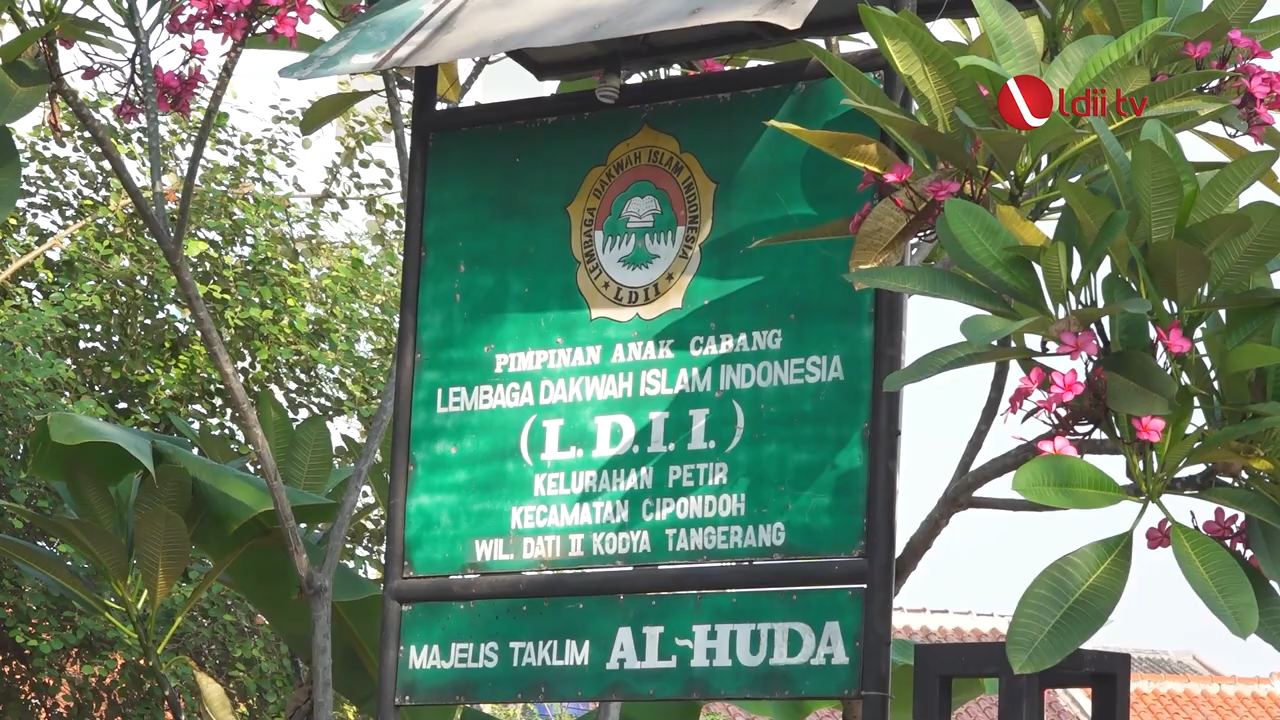 Ldii tv
LEMBAGA DAKWAH ISLAM INDONESIA
★ LDII ★
PIMPINAN ANAK CABANG
LEMBAGA DAKWAH ISLAM INDONESIA
(L.D.I.I.)
KELURAHAN PETIR
KECAMATAN CIPONDOH
WIL. DATI II KODYA TANGERANG
MAJELIS TAKLIM AL-HUDA